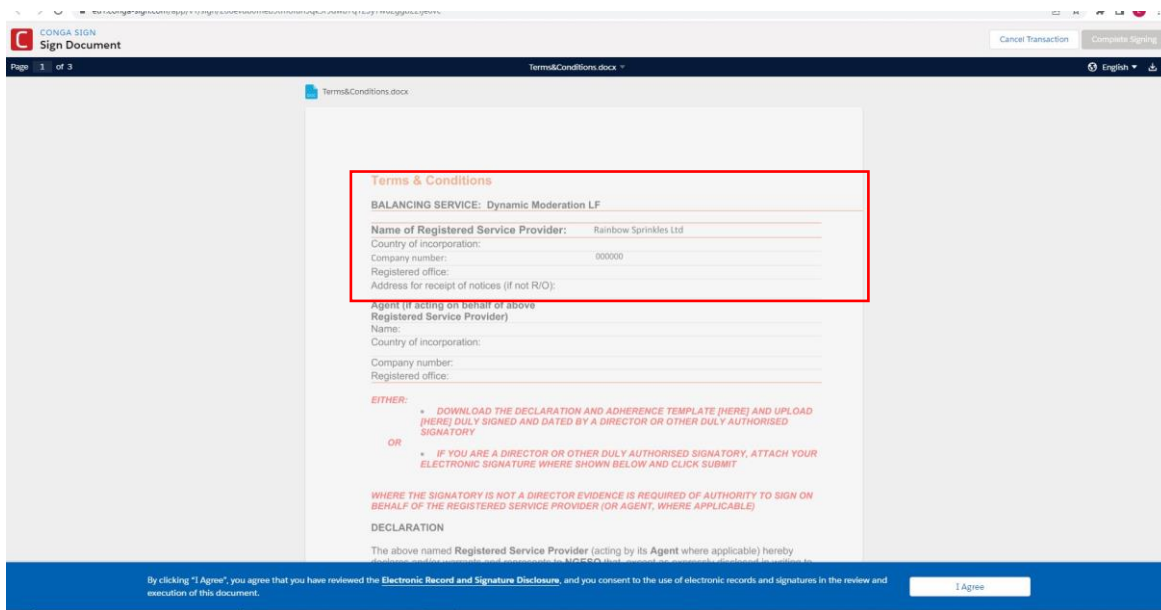 CONGA SIGN
Sign Document
Cancel Transaction
Complete Signing
Page 1 of 3
Terms&Conditions.docx
English
Terms&Conditions.docx
Terms & Conditions
BALANCING SERVICE: Dynamic Moderation LF
Name of Registered Service Provider: Rainbow Sprinkles Ltd
Country of incorporation:
Company number: 000000
Registered office:
Address for receipt of notices (if not R/O):
Agent (if acting on behalf of above
Registered Service Provider)
Name:
Country of incorporation:
Company number:
Registered office:
EITHER:
• DOWNLOAD THE DECLARATION AND ADHERENCE TEMPLATE [HERE] AND UPLOAD
[HERE] DULY SIGNED AND DATED BY A DIRECTOR OR OTHER DULY AUTHORISED
SIGNATORY
OR
• IF YOU ARE A DIRECTOR OR OTHER DULY AUTHORISED SIGNATORY, ATTACH YOUR
ELECTRONIC SIGNATURE WHERE SHOWN BELOW AND CLICK SUBMIT
WHERE THE SIGNATORY IS NOT A DIRECTOR EVIDENCE IS REQUIRED OF AUTHORITY TO SIGN ON
BEHALF OF THE REGISTERED SERVICE PROVIDER (OR AGENT, WHERE APPLICABLE)
DECLARATION
The above named Registered Service Provider (acting by its Agent where applicable) hereby
By clicking "I Agree", you agree that you have reviewed the Electronic Record and Signature Disclosure, and you consent to the use of electronic records and signatures in the review and
execution of this document.
I Agree